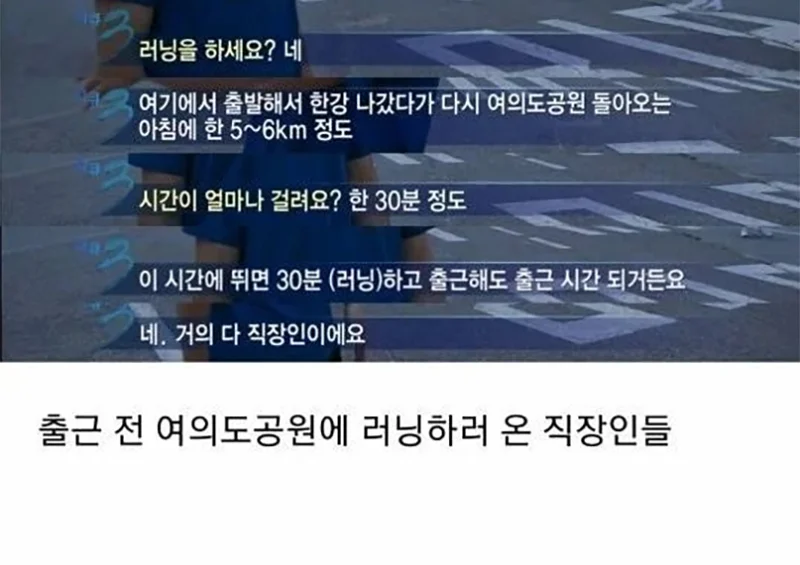 러닝을 하세요? 네
여기에서 출발해서 한강 나갔다가 다시 여의도공원 돌아오는
아침에 한 5~6km 정도
시간이 얼마나 걸려요? 한 30분 정도
이 시간에 뛰면 30분 (러닝)하고 출근해도 출근 시간 되거든요
네. 거의 다 직장인이에요
출근 전 여의도공원에 러닝하러 온 직장인들